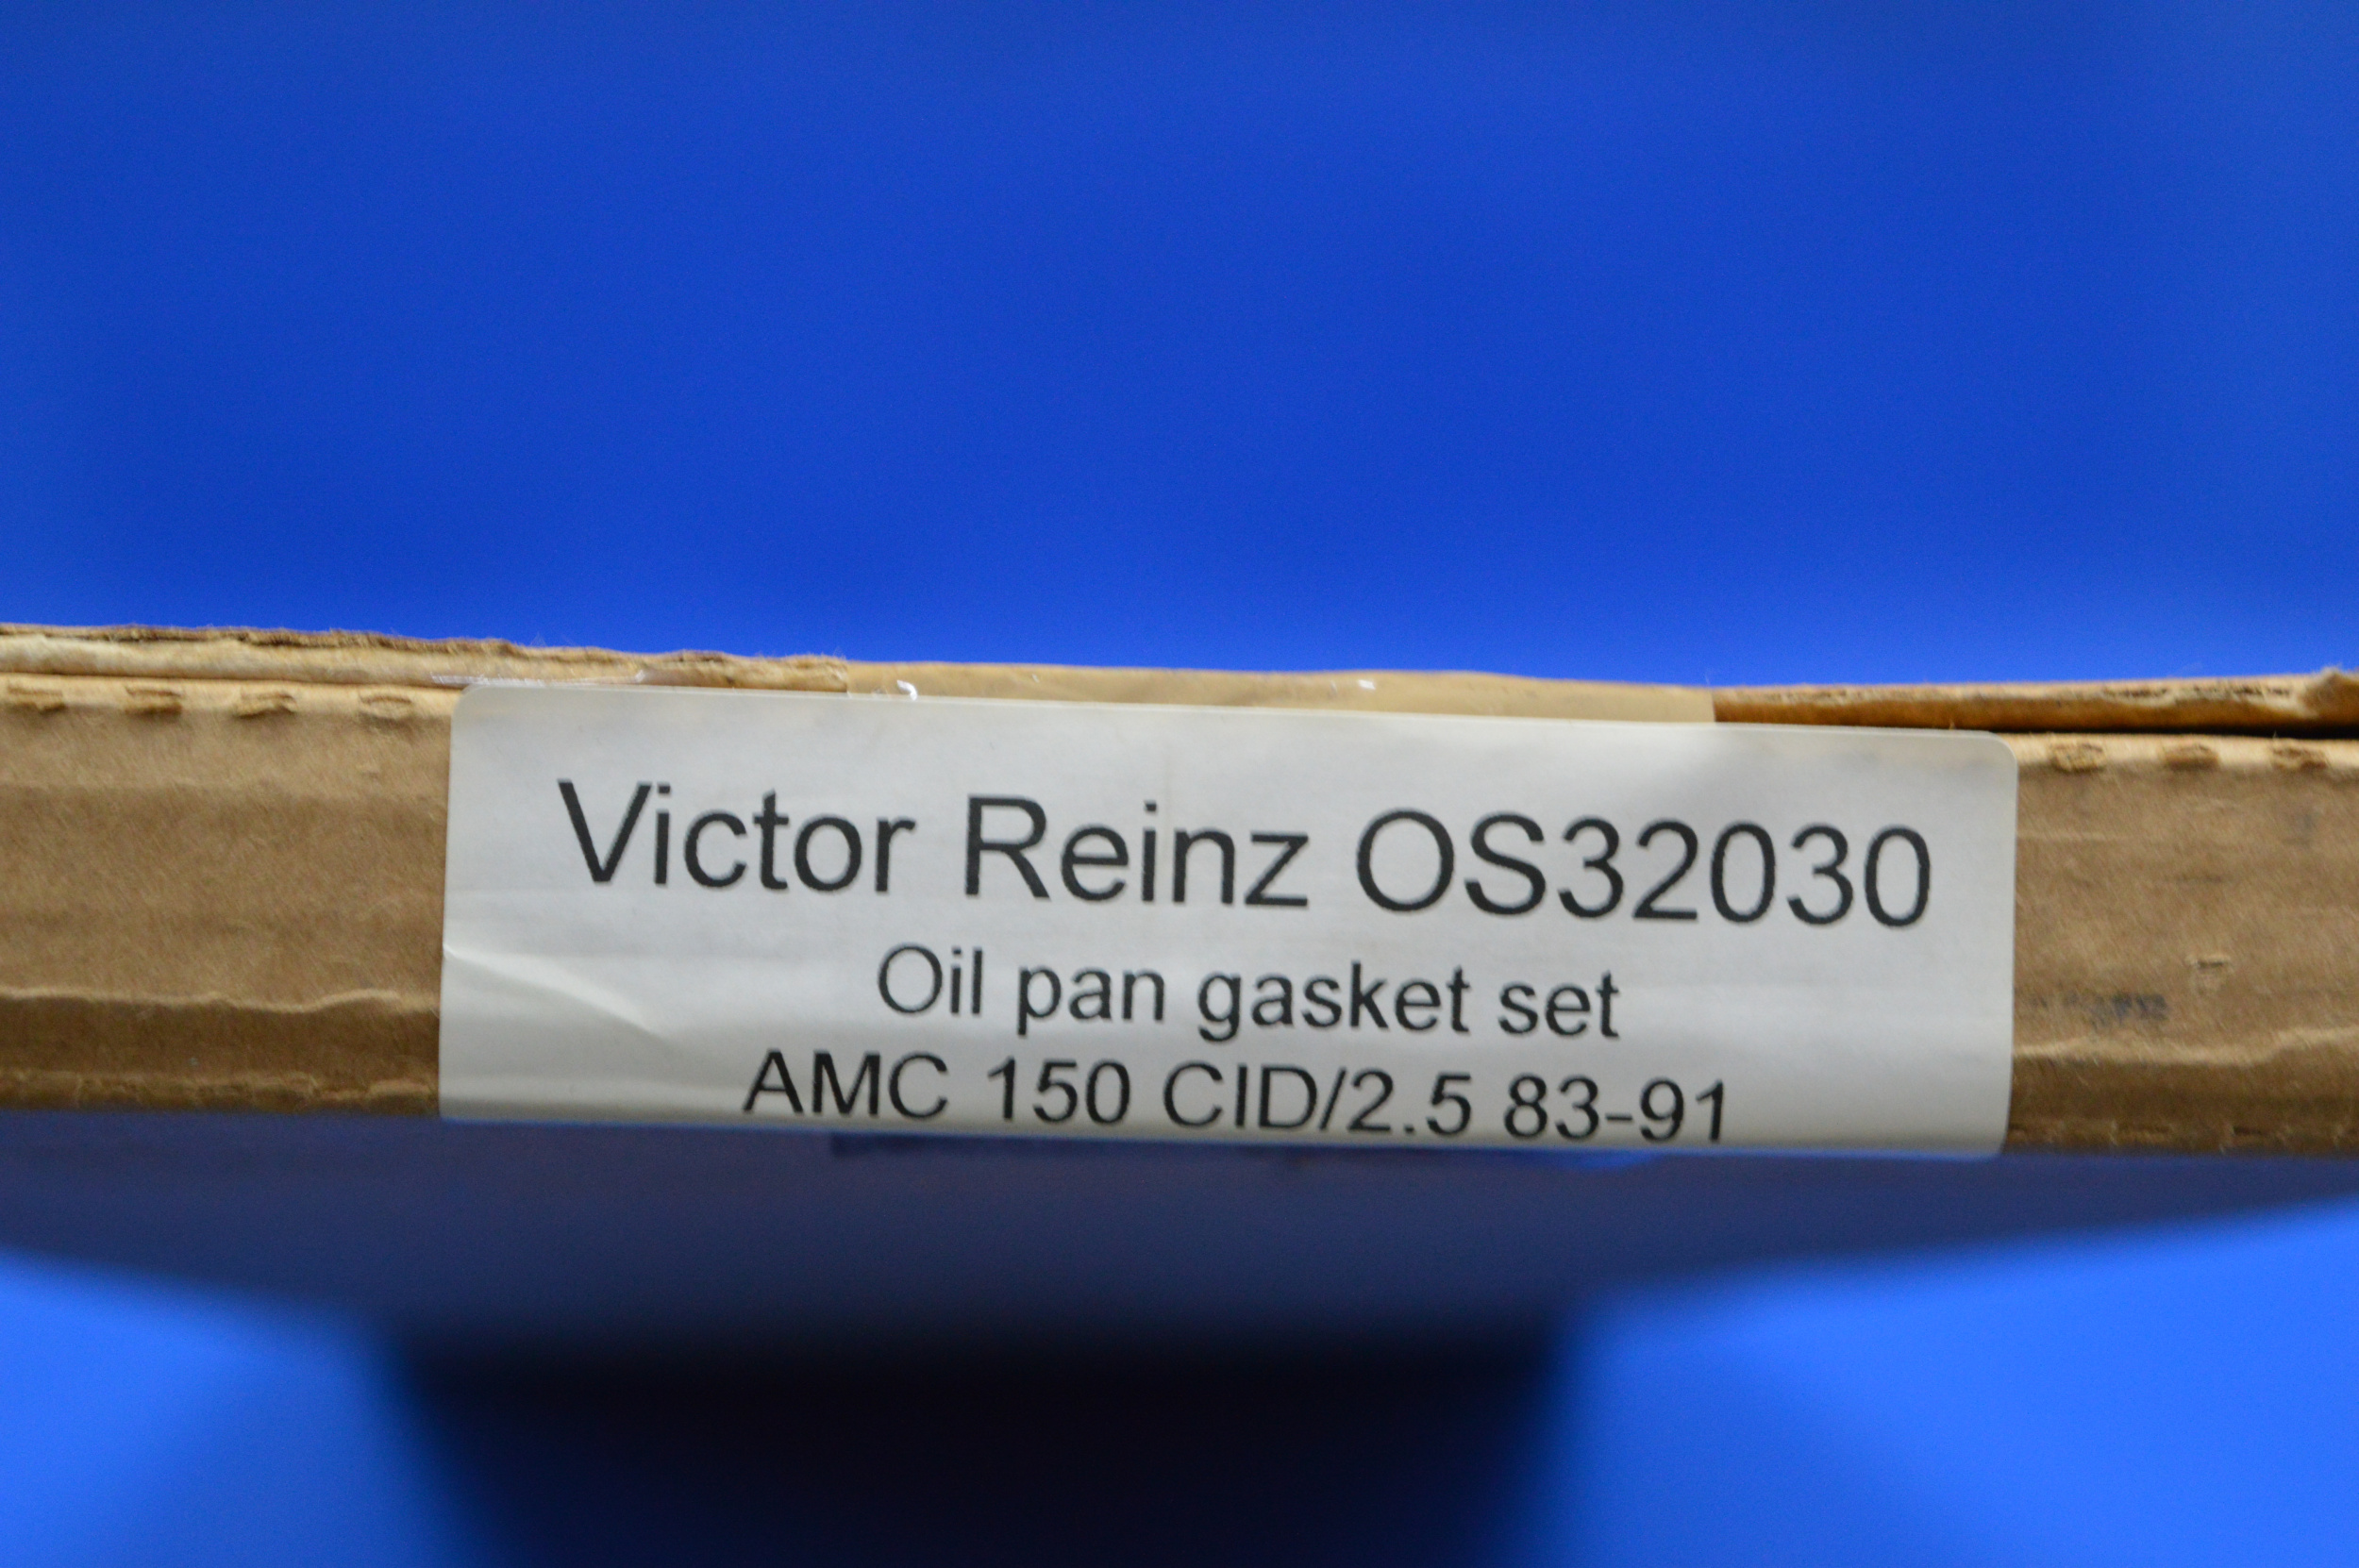 Victor Reinz OS32030
Oil pan gasket set
AMC 150 CID/2.5 83-91